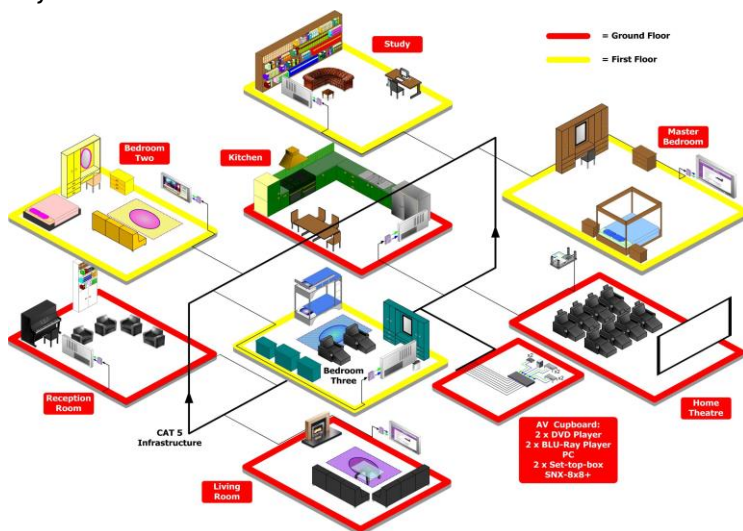 Study
= Ground Floor
= First Floor
Bedroom
Two
Kitchen
Master
Bedroom
Bedroom
Three
Reception
Room
CAT 5
Infrastructure
Living
Room
AV Cupboard:
2 x DVD Player
2 x BLU-Ray Player
PC
2 x Set-top-box
SNX-8x8+
Home
Theatre